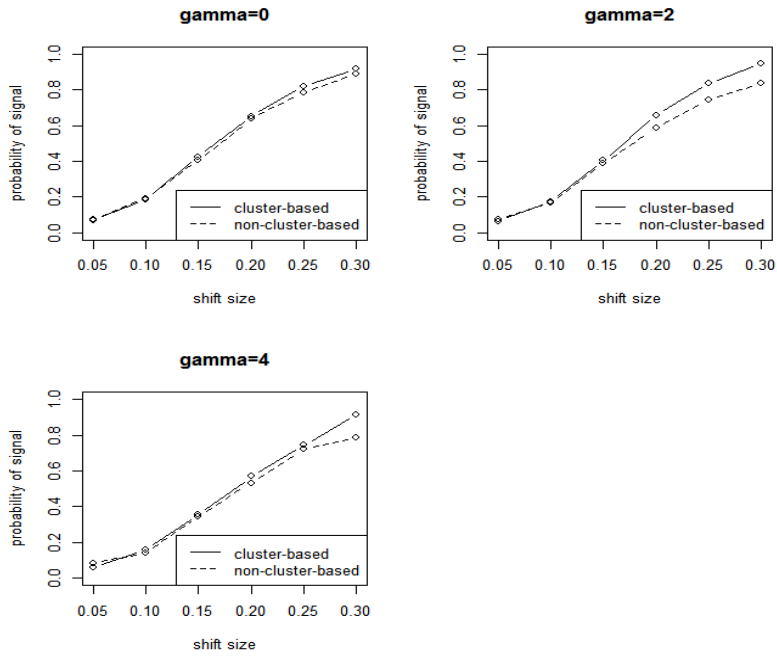 gamma=0
probability of signal
1.0
0.8
0.6
0.4
0.2
0.0
cluster-based
non-cluster-based
0.05 0.10 0.15 0.20 0.25 0.30
shift size
gamma=2
probability of signal
1.0
0.8
0.6
0.4
0.2
0.0
cluster-based
non-cluster-based
0.05 0.10 0.15 0.20 0.25 0.30
shift size
gamma=4
probability of signal
1.0
0.8
0.6
0.4
0.2
0.0
cluster-based
non-cluster-based
0.05 0.10 0.15 0.20 0.25 0.30
shift size